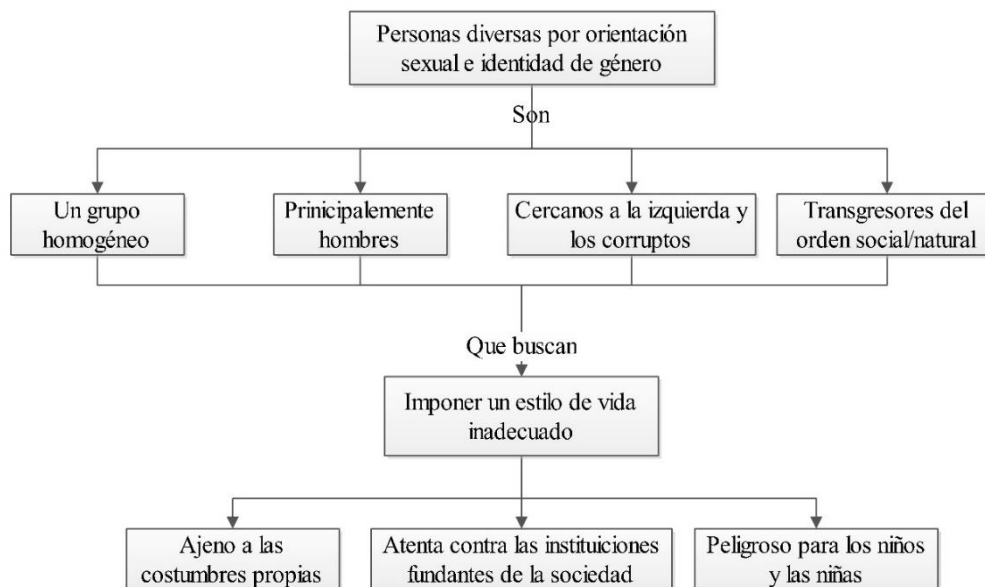 Personas diversas por orientación
sexual e identidad de género
Son
Un grupo
homogéneo
Prinicipalemente
hombres
Cercanos a la izquierda y
los corruptos
Transgresores del
orden social/natural
Que buscan
Imponer un estilo de vida
inadecuado
Ajeno a las
costumbres propias
Atenta contra las instituiciones
fundantes de la sociedad
Peligroso para los niños y
las niñas